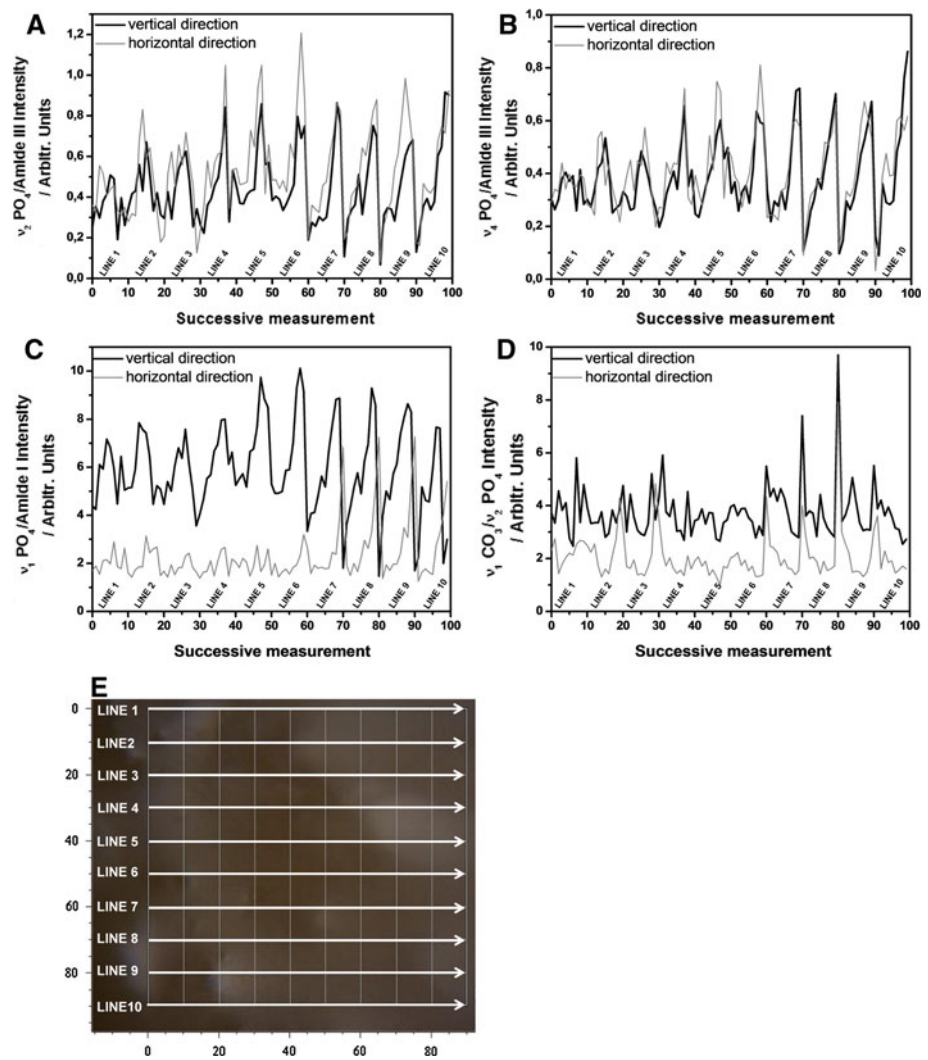 A
vertical direction
horizontal direction
ν2 PO4/Amide III Intensity
/ Arbitr. Units
1,2
1,0
0,8
0,6
0,4
0,2
0,0
LINE 1 LINE 2 LINE 3 LINE 4 LINE 5 LINE 6 LINE 7 LINE 8 LINE 9 LINE 10
0 10 20 30 40 50 60 70 80 90 100
Successive measurement
B
vertical direction
horizontal direction
ν4 PO4/Amide III Intensity
/ Arbitr. Units
1,0
0,8
0,6
0,4
0,2
0,0
LINE 1 LINE 2 LINE 3 LINE 4 LINE 5 LINE 6 LINE 7 LINE 8 LINE 9 LINE 10
0 10 20 30 40 50 60 70 80 90 100
Successive measurement
C
vertical direction
horizontal direction
ν1 PO4/Amide I Intensity
/ Arbitr. Units
10
8
6
4
2
0
LINE 1 LINE 2 LINE 3 LINE 4 LINE 5 LINE 6 LINE 7 LINE 8 LINE 9 LINE 10
0 10 20 30 40 50 60 70 80 90 100
Successive measurement
D
vertical direction
horizontal direction
ν1 CO3/ν2 PO4 Intensity
/ Arbitr. Units
10
8
6
4
2
0
LINE 1 LINE 2 LINE 3 LINE 4 LINE 5 LINE 6 LINE 7 LINE 8 LINE 9 LINE 10
0 10 20 30 40 50 60 70 80 90 100
Successive measurement
E
0 LINE 1
LINE2
20 LINE 3
LINE 4
40 LINE 5
LINE 6
60 LINE 7
LINE 8
80 LINE 9
LINE10
0 20 40 60 80